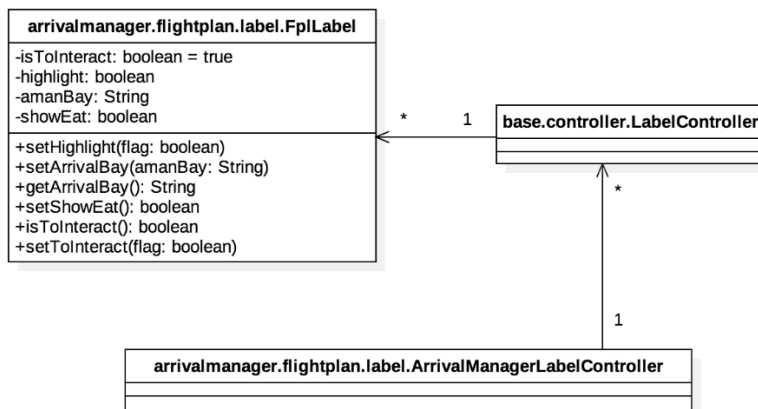 arrivalmanager.flightplan.label.FplLabel
-isToInteract: boolean = true
-highlight: boolean
-amanBay: String
-showEat: boolean
+setHighlight(flag: boolean)
+setArrivalBay(amanBay: String)
+getArrivalBay(): String
+setShowEat(): boolean
+isToInteract(): boolean
+setToInteract(flag: boolean)
* 1
base.controller.LabelController
*
1
arrivalmanager.flightplan.label.ArrivalManagerLabelController